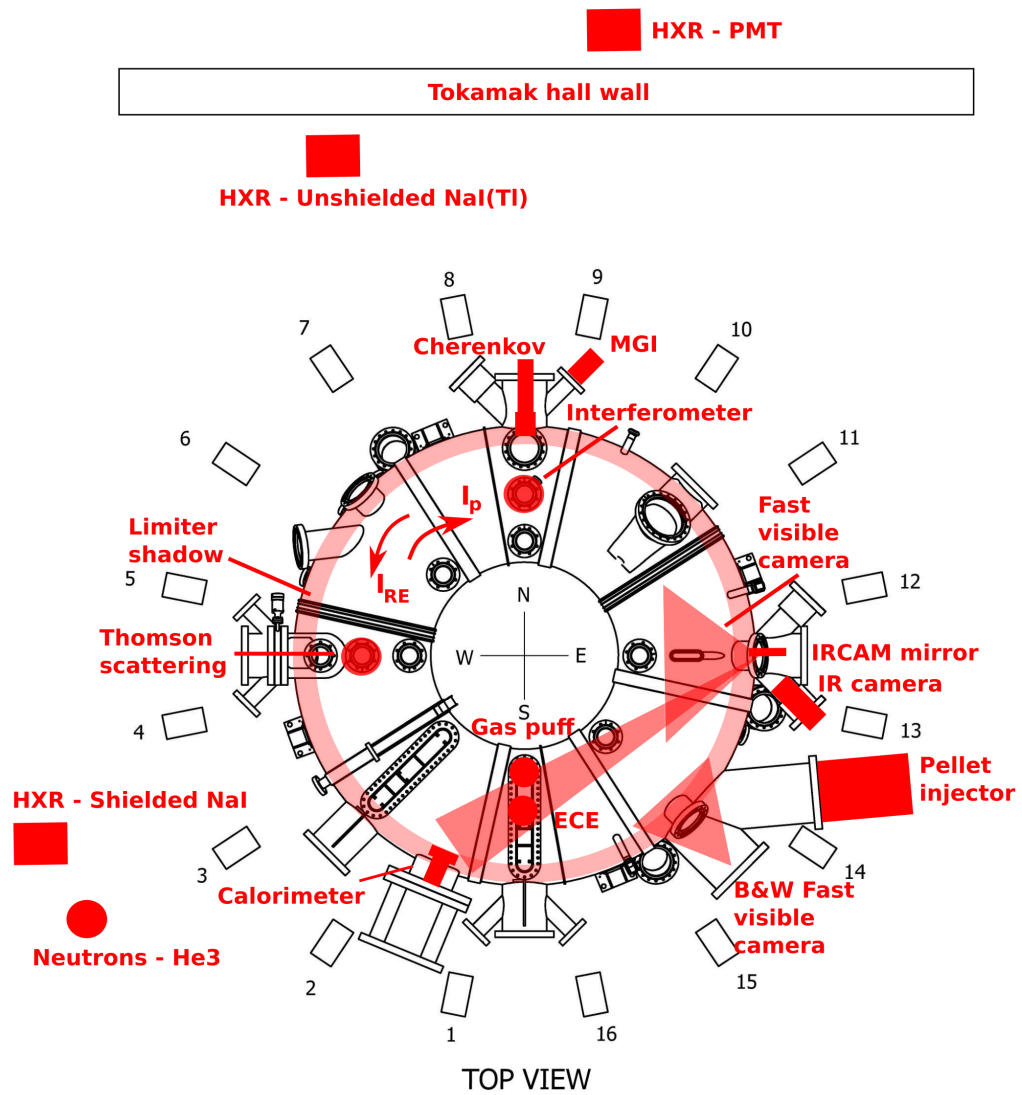 HXR - PMT
Tokamak hall wall
HXR - Unshielded NaI(Tl)
8
9
7
10
Cherenkov
MGI
Interferometer
6
11
Ip
IRE
Fast
visible
camera
Limiter
shadow
5
12
N
W
E
S
Thomson
scattering
IRCAM mirror
IR camera
4
13
Gas puff
Pellet
injector
HXR - Shielded NaI
ECE
3
14
Calorimeter
B&W Fast
visible
camera
Neutrons - He3
2
15
1
16
TOP VIEW